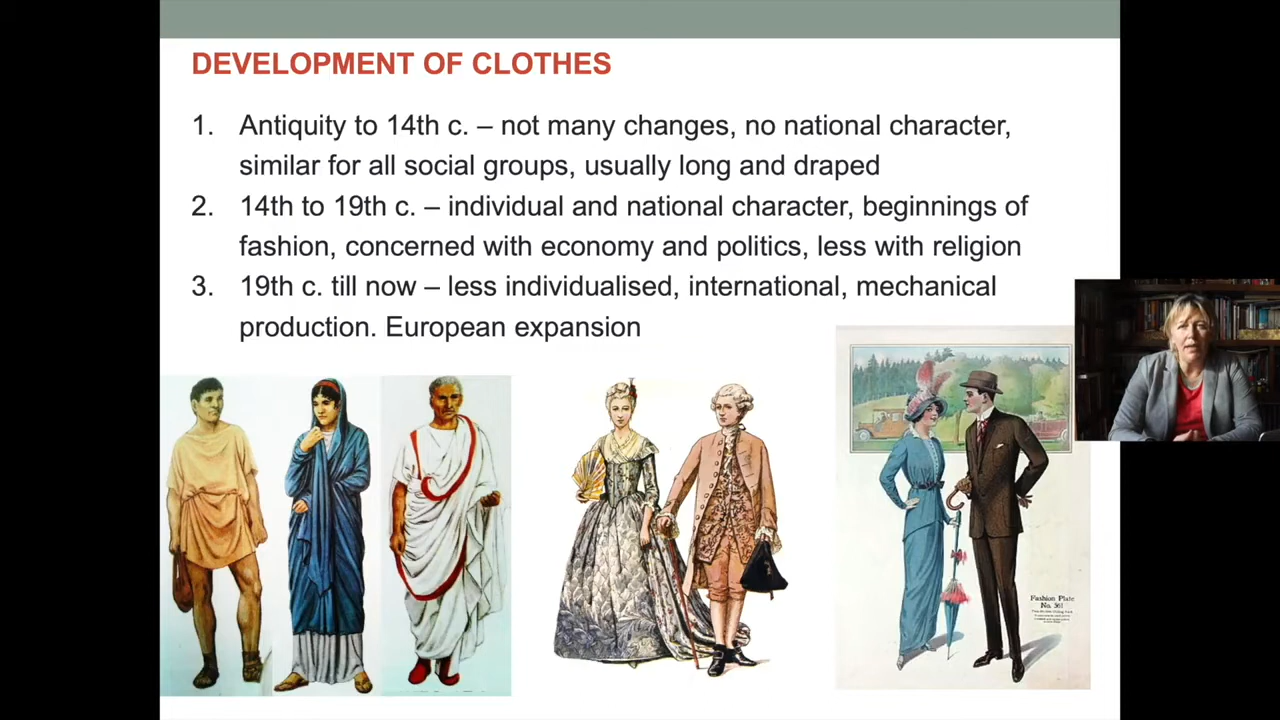 DEVELOPMENT OF CLOTHES
1. Antiquity to 14th c. – not many changes, no national character,
similar for all social groups, usually long and draped
2. 14th to 19th c. – individual and national character, beginnings of
fashion, concerned with economy and politics, less with religion
3. 19th c. till now – less individualised, international, mechanical
production. European expansion
Fashion Plate
No. 561